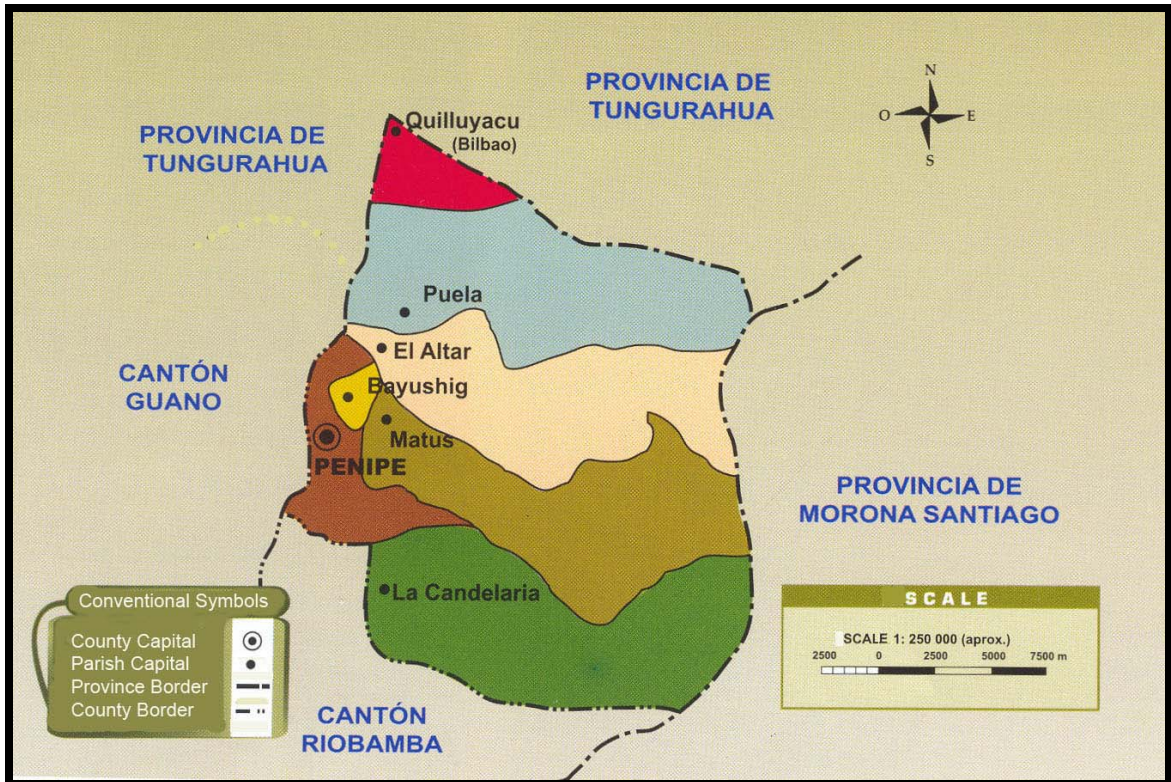 PROVINCIA DE
TUNGURAHUA
N
O
E
S
PROVINCIA DE
TUNGURAHUA
Quilluyacu
(Bilbao)
Puela
El Altar
CANTÓN
GUANO
Bayushig
Matus
PENIPE
PROVINCIA DE
MORONA SANTIAGO
La Candelaria
Conventional Symbols
County Capital
Parish Capital
Province Border
County Border
SCALE
SCALE 1: 250 000 (aprox.)
2500 0 2500 5000 7500 m
CANTÓN
RIOBAMBA